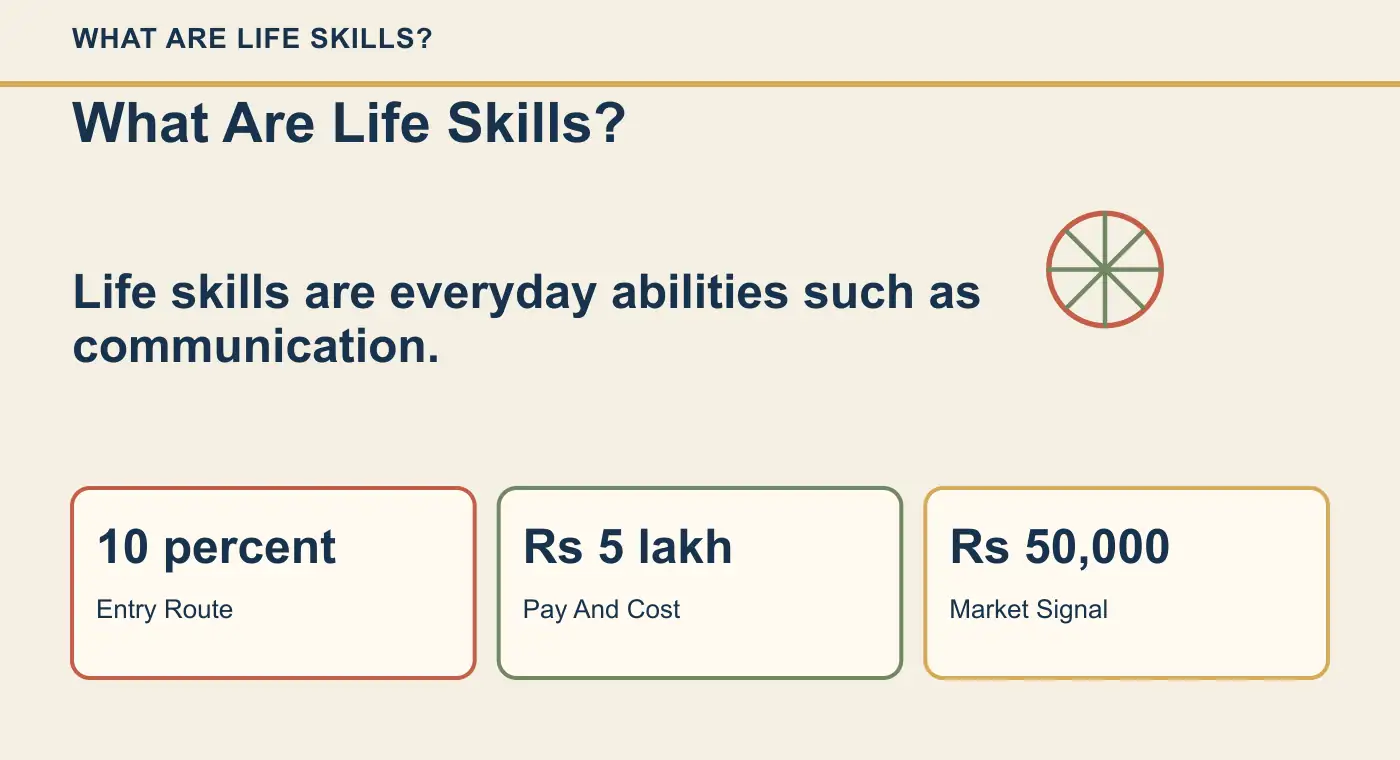 WHAT ARE LIFE SKILLS?
What Are Life Skills?
Life skills are everyday abilities such as
communication.
10 percent
Entry Route
Rs 5 lakh
Pay And Cost
Rs 50,000
Market Signal